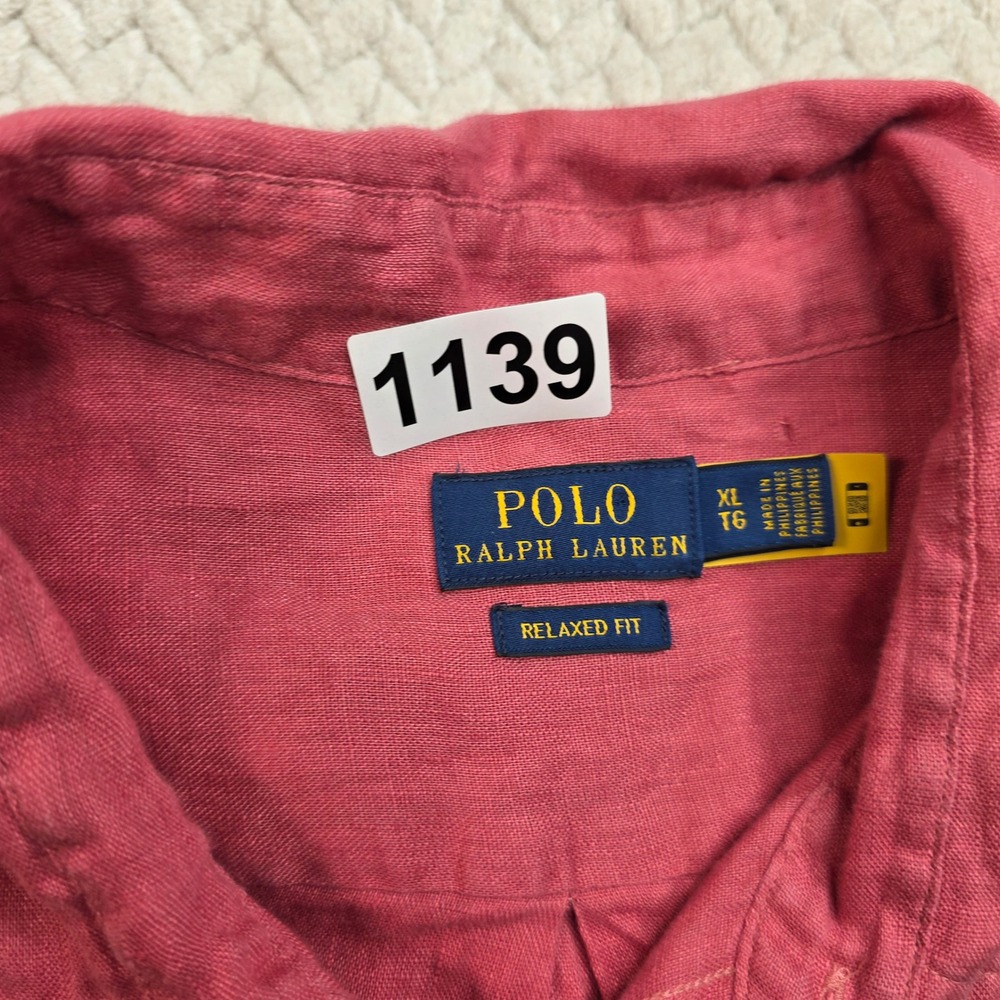 1139
POLO
RALPH LAUREN
XL
TG
MADE IN
PHILIPPINES
FABRIQUÉ AUX
PHILIPPINES
RELAXED FIT